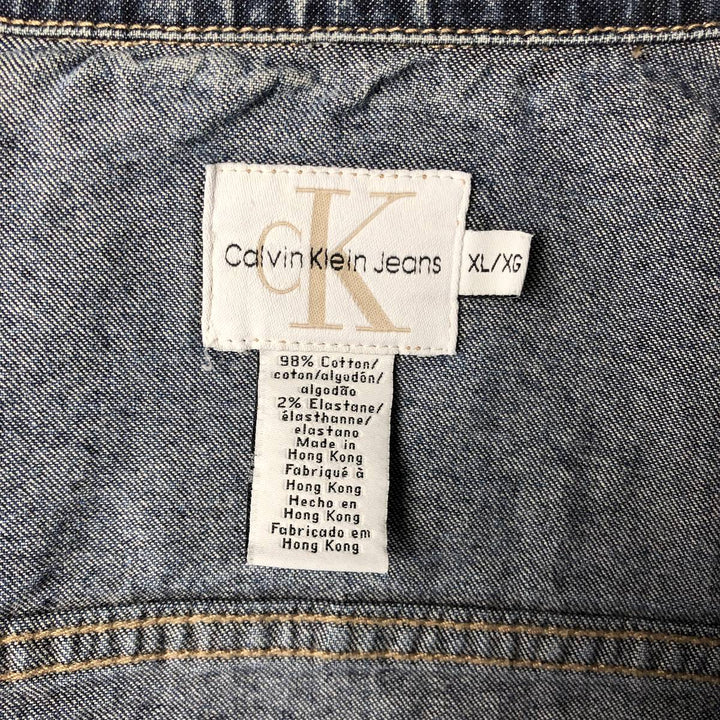 CK
Calvin Klein Jeans
XL/XG
98% Cotton/
coton/algodón/
algodão
2% Elastane/
élasthanne/
elastano
Made in
Hong Kong
Fabriqué à
Hong Kong
Hecho en
Hong Kong
Fabricado em
Hong Kong